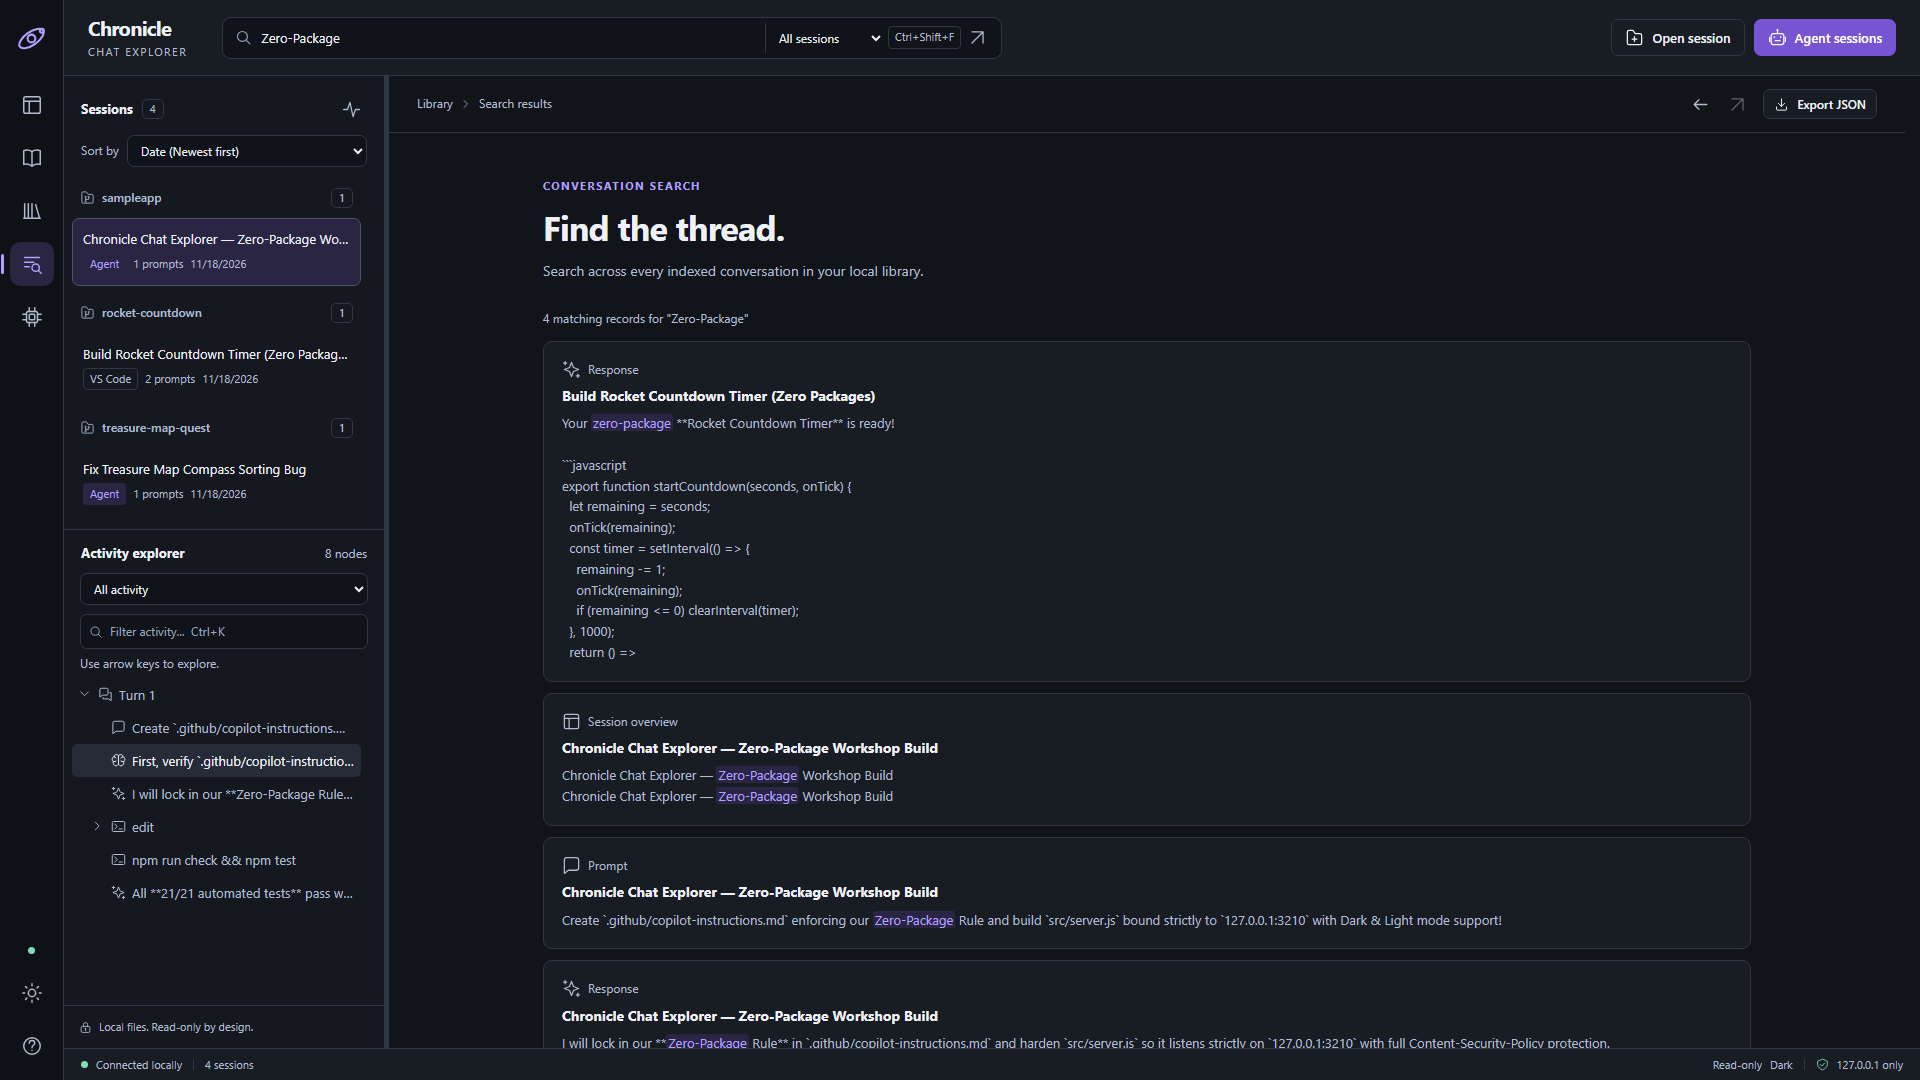 Chronicle
CHAT EXPLORER
Zero-Package
All sessions
Ctrl+Shift+F
Open session
Agent sessions
Sessions 4
Sort by Date (Newest first)
sampleapp 1
Chronicle Chat Explorer — Zero-Package Wo...
Agent 1 prompts 11/18/2026
rocket-countdown 1
Build Rocket Countdown Timer (Zero Packag...
VS Code 2 prompts 11/18/2026
treasure-map-quest 1
Fix Treasure Map Compass Sorting Bug
Agent 1 prompts 11/18/2026
Activity explorer 8 nodes
All activity
Filter activity... Ctrl+K
Use arrow keys to explore.
Turn 1
Create `.github/copilot-instructions....
First, verify `.github/copilot-instructio...
I will lock in our **Zero-Package Rule...
edit
npm run check && npm test
All **21/21 automated tests** pass w...
Local files. Read-only by design.
Library > Search results
Export JSON
CONVERSATION SEARCH
Find the thread.
Search across every indexed conversation in your local library.
4 matching records for "Zero-Package"
Response
Build Rocket Countdown Timer (Zero Packages)
Your zero-package **Rocket Countdown Timer** is ready!
```javascript
export function startCountdown(seconds, onTick) {
let remaining = seconds;
onTick(remaining);
const timer = setInterval(() => {
remaining -= 1;
onTick(remaining);
if (remaining <= 0) clearInterval(timer);
}, 1000);
return () =>
Session overview
Chronicle Chat Explorer — Zero-Package Workshop Build
Chronicle Chat Explorer — Zero-Package Workshop Build
Chronicle Chat Explorer — Zero-Package Workshop Build
Prompt
Chronicle Chat Explorer — Zero-Package Workshop Build
Create `.github/copilot-instructions.md` enforcing our Zero-Package Rule and build `src/server.js` bound strictly to `127.0.0.1:3210` with Dark & Light mode support!
Response
Chronicle Chat Explorer — Zero-Package Workshop Build
I will lock in our **Zero-Package Rule** in `.github/copilot-instructions.md` and harden `src/server.js` so it listens strictly on `127.0.0.1:3210` with full Content-Security-Policy protection.
Connected locally 4 sessions
Read-only Dark 127.0.0.1 only